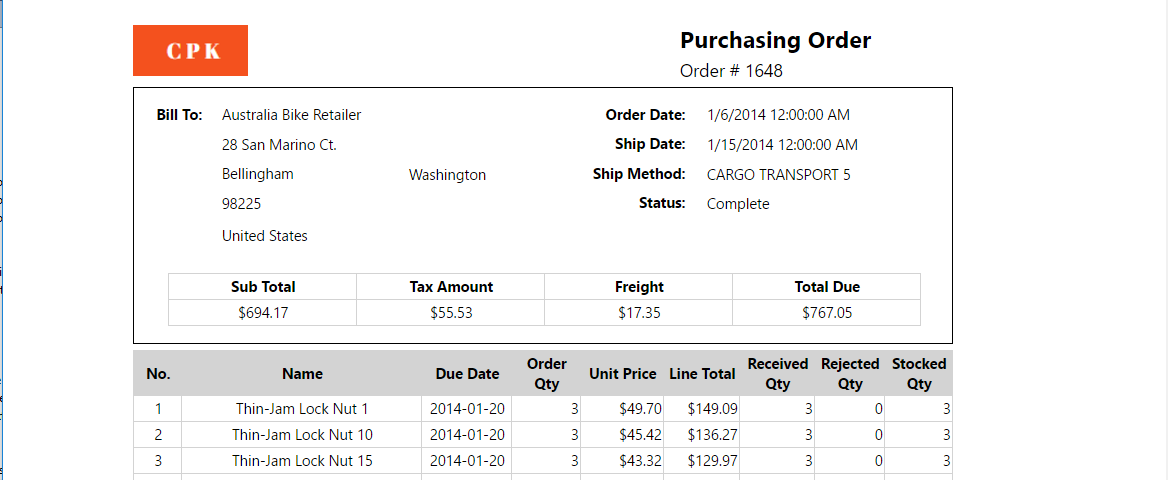 CPK
Purchasing Order
Order # 1648
Bill To: Australia Bike Retailer
28 San Marino Ct.
Bellingham Washington
98225
United States
Order Date: 1/6/2014 12:00:00 AM
Ship Date: 1/15/2014 12:00:00 AM
Ship Method: CARGO TRANSPORT 5
Status: Complete
Sub Total Tax Amount Freight Total Due
$694.17 $55.53 $17.35 $767.05
No. Name Due Date Order Qty Unit Price Line Total Received Qty Rejected Qty Stocked Qty
1 Thin-Jam Lock Nut 1 2014-01-20 3 $49.70 $149.09 3 0 3
2 Thin-Jam Lock Nut 10 2014-01-20 3 $45.42 $136.27 3 0 3
3 Thin-Jam Lock Nut 15 2014-01-20 3 $43.32 $129.97 3 0 3